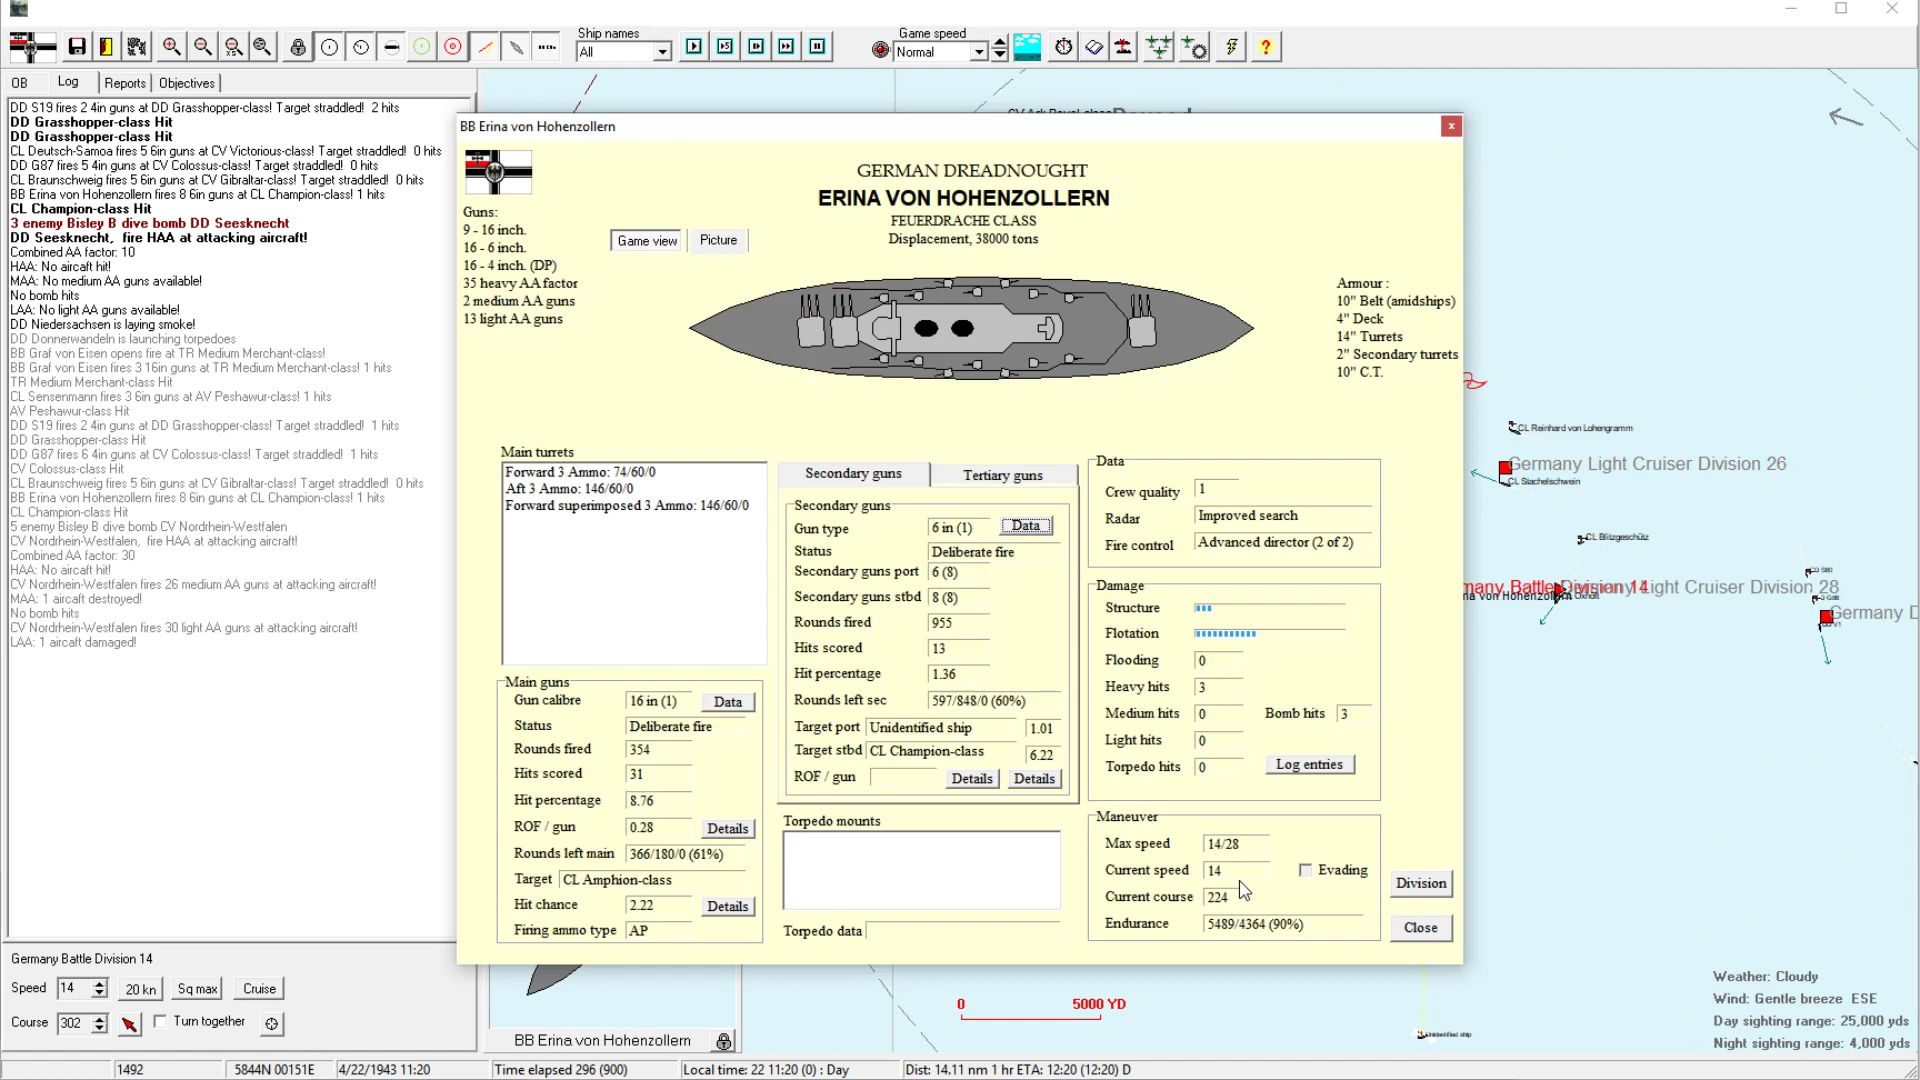 Ship names
All
Game speed
Normal
OB
Log
Reports
Objectives
DD S19 fires 2 4in guns at DD Grasshopper-class! Target straddled! 2 hits
DD Grasshopper-class Hit
DD Grasshopper-class Hit
CL Deutsch-Samoa fires 5 6in guns at CV Victorious-class! Target straddled! 0 hits
DD G87 fires 5 4in guns at CV Colossus-class! Target straddled! 0 hits
CL Braunschweig fires 5 6in guns at CV Gibraltar-class! Target straddled! 0 hits
BB Erina von Hohenzollern fires 8 6in guns at CL Champion-class! 1 hits
CL Champion-class Hit
3 enemy Bisley B dive bomb DD Seesknecht
DD Seesknecht, fire HAA at attacking aircraft!
Combined AA factor: 10
HAA: No aircaft hit!
MAA: No medium AA guns available!
No bomb hits
LAA: No light AA guns available!
DD Niedersachsen is laying smoke!
DD Donnerwandeln is launching torpedoes
BB Graf von Eisen opens fire at TR Medium Merchant-class!
BB Graf von Eisen fires 3 16in guns at TR Medium Merchant-class! 1 hits
TR Medium Merchant-class Hit
CL Sensenmann fires 3 6in guns at AV Peshawur-class! 1 hits
AV Peshawur-class Hit
DD S19 fires 2 4in guns at DD Grasshopper-class! Target straddled! 1 hits
DD Grasshopper-class Hit
DD G87 fires 6 4in guns at CV Colossus-class! Target straddled! 1 hits
CV Colossus-class Hit
CL Braunschweig fires 5 6in guns at CV Gibraltar-class! Target straddled! 0 hits
BB Erina von Hohenzollern fires 8 6in guns at CL Champion-class! 1 hits
CL Champion-class Hit
5 enemy Bisley B dive bomb CV Nordrhein-Westfalen
CV Nordrhein-Westfalen, fire HAA at attacking aircraft!
Combined AA factor: 30
HAA: No aircaft hit!
CV Nordrhein-Westfalen fires 26 medium AA guns at attacking aircraft!
MAA: 1 aircaft destroyed!
No bomb hits
CV Nordrhein-Westfalen fires 30 light AA guns at attacking aircraft!
LAA: 1 aircaft damaged!
Germany Battle Division 14
Speed 14 20 kn Sq max Cruise
Course 302 Turn together
BB Erina von Hohenzollern
GERMAN DREADNOUGHT
ERINA VON HOHENZOLLERN
FEUERDRACHE CLASS
Displacement, 38000 tons
Guns:
9 - 16 inch.
16 - 6 inch.
16 - 4 inch. (DP)
35 heavy AA factor
2 medium AA guns
13 light AA guns
Game view
Picture
Armour :
10" Belt (amidships)
4" Deck
14" Turrets
2" Secondary turrets
10" C.T.
Main turrets
Forward 3 Ammo: 74/60/0
Aft 3 Ammo: 146/60/0
Forward superimposed 3 Ammo: 146/60/0
Main guns
Gun calibre 16 in (1) Data
Status Deliberate fire
Rounds fired 354
Hits scored 31
Hit percentage 8.76
ROF / gun 0.28 Details
Rounds left main 366/180/0 (61%)
Target CL Amphion-class
Hit chance 2.22 Details
Firing ammo type AP
Secondary guns
Tertiary guns
Secondary guns
Gun type 6 in (1) Data
Status Deliberate fire
Secondary guns port 6 (8)
Secondary guns stbd 8 (8)
Rounds fired 955
Hits scored 13
Hit percentage 1.36
Rounds left sec 597/848/0 (60%)
Target port Unidentified ship 1.01
Target stbd CL Champion-class 6.22
ROF / gun Details Details
Torpedo mounts
Torpedo data
Data
Crew quality 1
Radar Improved search
Fire control Advanced director (2 of 2)
Damage
Structure
Flotation
Flooding 0
Heavy hits 3
Medium hits 0 Bomb hits 3
Light hits 0
Torpedo hits 0 Log entries
Maneuver
Max speed 14/28
Current speed 14 Evading
Current course 224
Endurance 5489/4364 (90%)
Division
Close
CL Reinhard von Lohengramm
Germany Light Cruiser Division 26
CL Stachelschwein
CL Blitzgeschütz
Light Cruiser Division 28
Unidentified ship
0 5000 YD
BB Erina von Hohenzollern
Weather: Cloudy
Wind: Gentle breeze ESE
Day sighting range: 25,000 yds
Night sighting range: 4,000 yds
1492 5844N 00151E 4/22/1943 11:20 Time elapsed 296 (900) Local time: 22 11:20 (0) : Day Dist: 14.11 nm 1 hr ETA: 12:20 (12:20) D